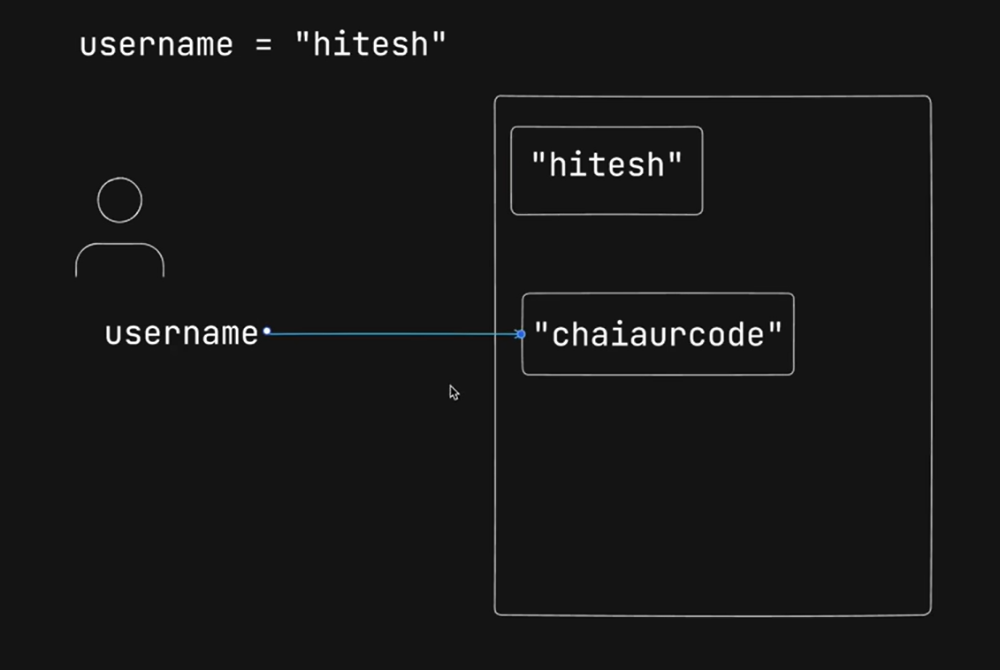 username = "hitesh"
"hitesh"
username
"chaiaurcode"